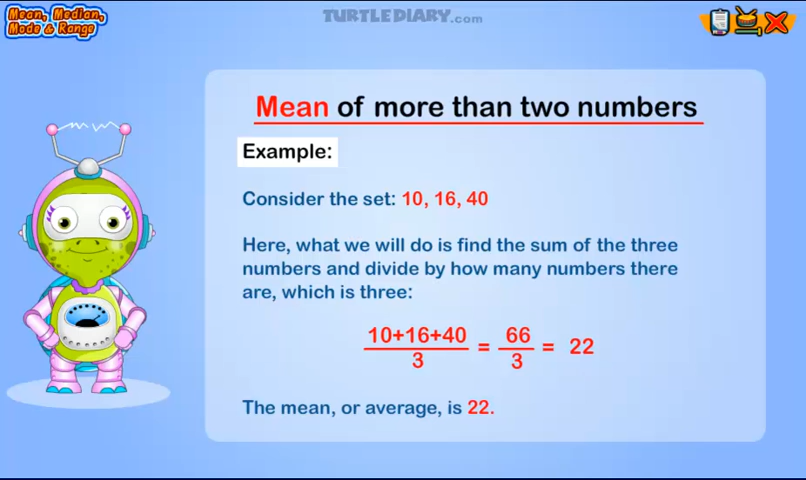 Mean, Median,
Mode & Range
TURTLEDIARY.com
Mean of more than two numbers
Example:
Consider the set: 10, 16, 40
Here, what we will do is find the sum of the three
numbers and divide by how many numbers there
are, which is three:
10+16+40 / 3 = 66 / 3 = 22
The mean, or average, is 22.